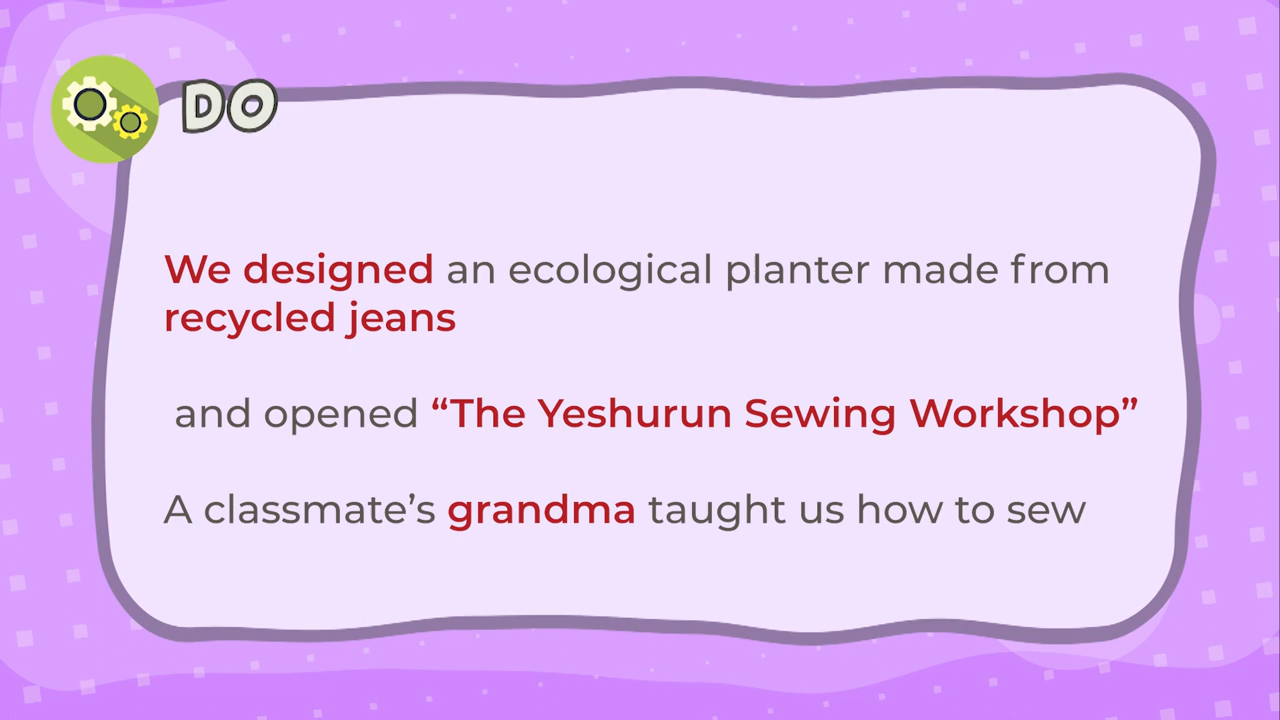 DO
We designed an ecological planter made from
recycled jeans
and opened “The Yeshurun Sewing Workshop”
A classmate’s grandma taught us how to sew